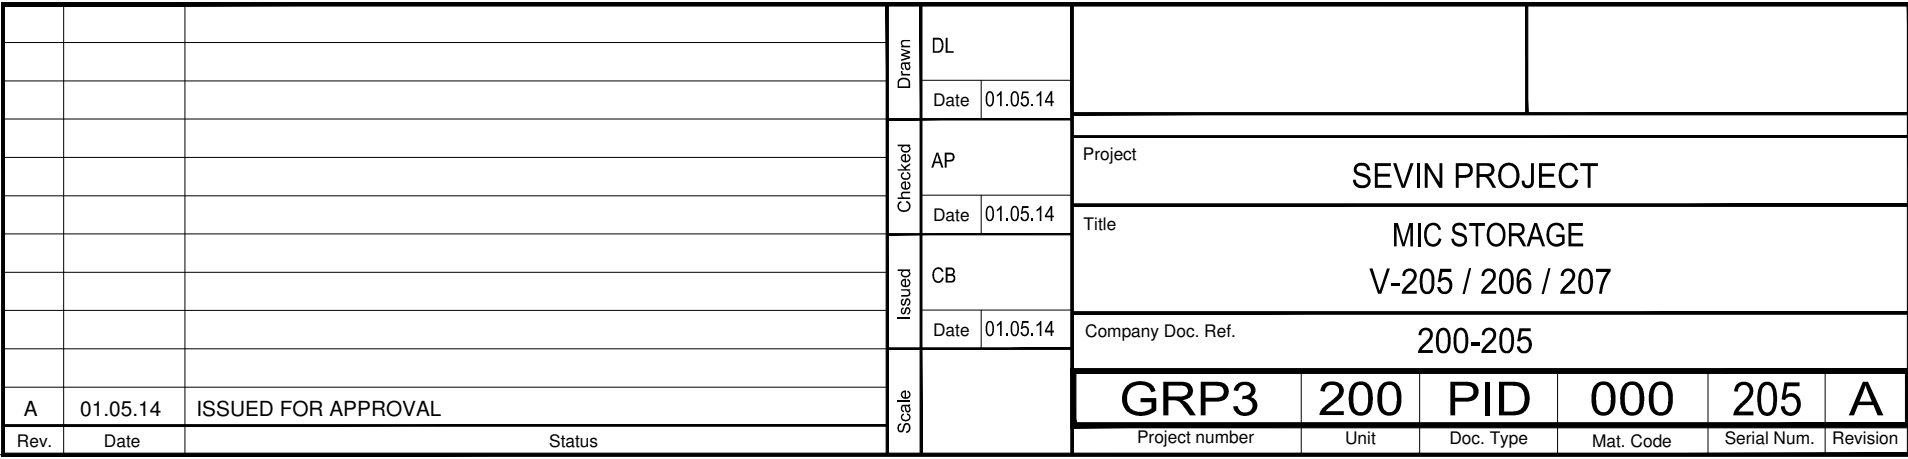 A 01.05.14 ISSUED FOR APPROVAL
Rev. Date Status
Drawn
DL
Date 01.05.14
Checked
AP
Date 01.05.14
Issued
CB
Date 01.05.14
Scale
Project
SEVIN PROJECT
Title
MIC STORAGE
V-205 / 206 / 207
Company Doc. Ref.
200-205
GRP3 200 PID 000 205 A
Project number Unit Doc. Type Mat. Code Serial Num. Revision